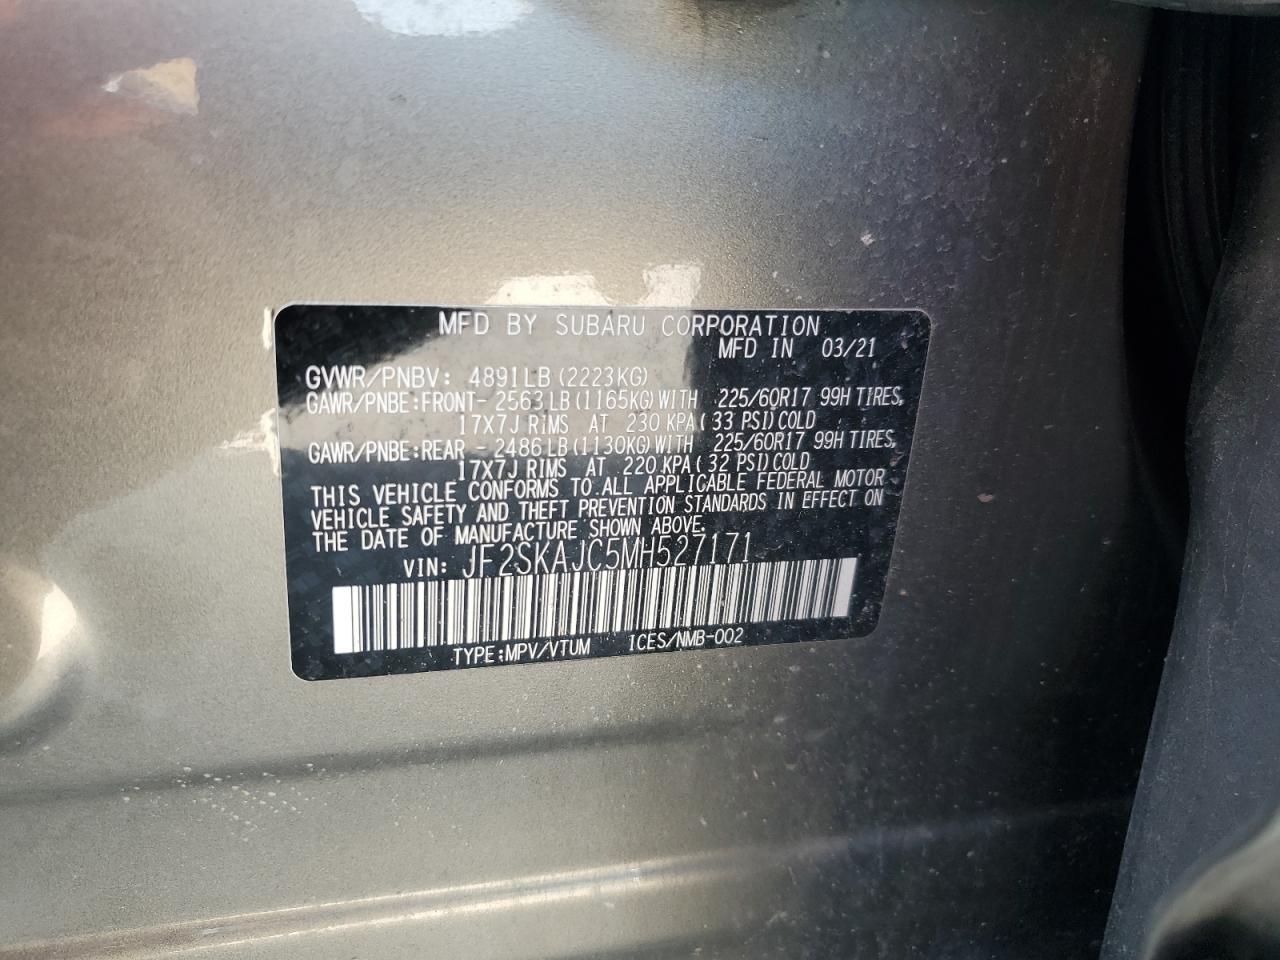 MFD BY SUBARU CORPORATION
MFD IN 03/21
GVWR/PNBV: 4891LB (2223KG)
GAWR/PNBE:FRONT- 2563LB (1165KG) WITH 225/60R17 99H TIRES,
17X7J RIMS AT 230 KPA( 33 PSI) COLD
GAWR/PNBE:REAR - 2486LB (1130KG) WITH 225/60R17 99H TIRES,
17X7J RIMS AT 220 KPA( 32 PSI) COLD
THIS VEHICLE CONFORMS TO ALL APPLICABLE FEDERAL MOTOR
VEHICLE SAFETY AND THEFT PREVENTION STANDARDS IN EFFECT ON
THE DATE OF MANUFACTURE SHOWN ABOVE.
VIN: JF2SKAJC5MH527171
TYPE:MPV/VTUM ICES/NMB-002